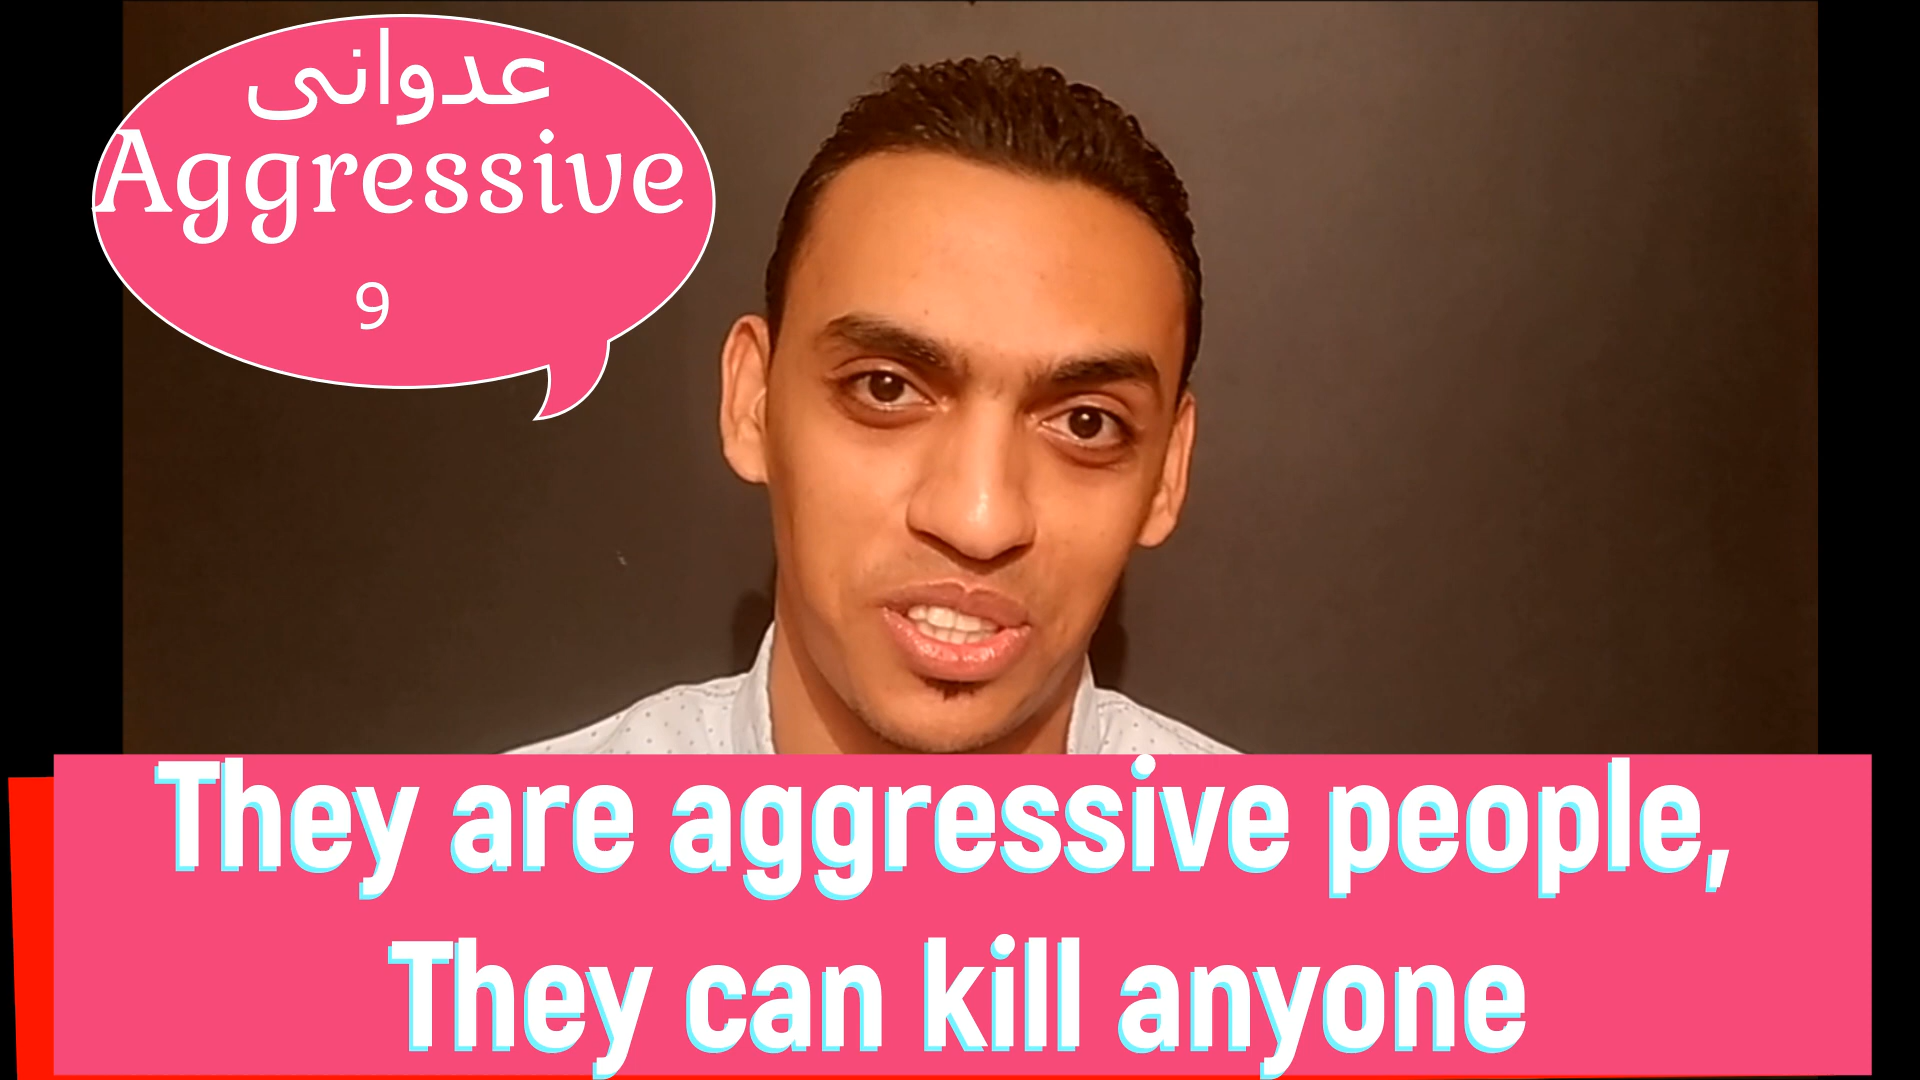 عدوانى
Aggressive
9
They are aggressive people,
They can kill anyone